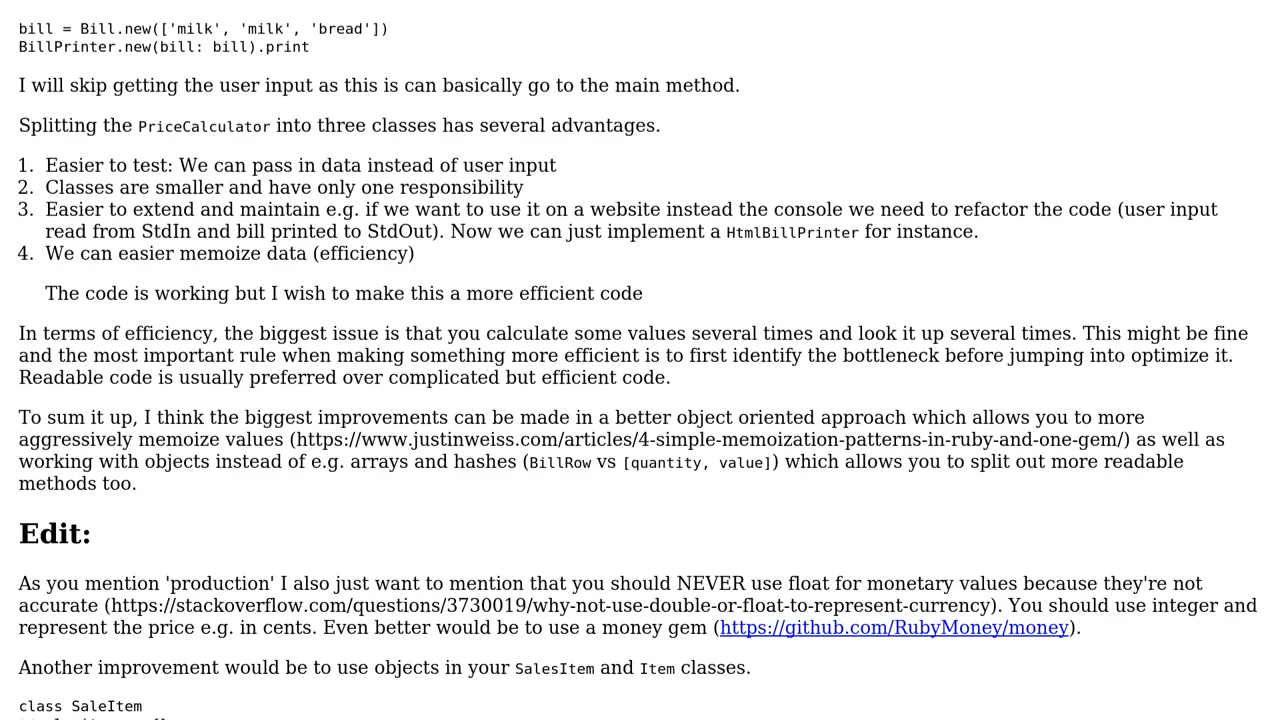 bill = Bill.new(['milk', 'milk', 'bread'])
BillPrinter.new(bill: bill).print
I will skip getting the user input as this is can basically go to the main method.
Splitting the PriceCalculator into three classes has several advantages.
1. Easier to test: We can pass in data instead of user input
2. Classes are smaller and have only one responsibility
3. Easier to extend and maintain e.g. if we want to use it on a website instead the console we need to refactor the code (user input
read from StdIn and bill printed to StdOut). Now we can just implement a HtmlBillPrinter for instance.
4. We can easier memoize data (efficiency)
The code is working but I wish to make this a more efficient code
In terms of efficiency, the biggest issue is that you calculate some values several times and look it up several times. This might be fine
and the most important rule when making something more efficient is to first identify the bottleneck before jumping into optimize it.
Readable code is usually preferred over complicated but efficient code.
To sum it up, I think the biggest improvements can be made in a better object oriented approach which allows you to more
aggressively memoize values (https://www.justinweiss.com/articles/4-simple-memoization-patterns-in-ruby-and-one-gem/) as well as
working with objects instead of e.g. arrays and hashes (BillRow vs [quantity, value]) which allows you to split out more readable
methods too.
Edit:
As you mention 'production' I also just want to mention that you should NEVER use float for monetary values because they're not
accurate (https://stackoverflow.com/questions/3730019/why-not-use-double-or-float-to-represent-currency). You should use integer and
represent the price e.g. in cents. Even better would be to use a money gem (https://github.com/RubyMoney/money).
Another improvement would be to use objects in your SalesItem and Item classes.
class SaleItem